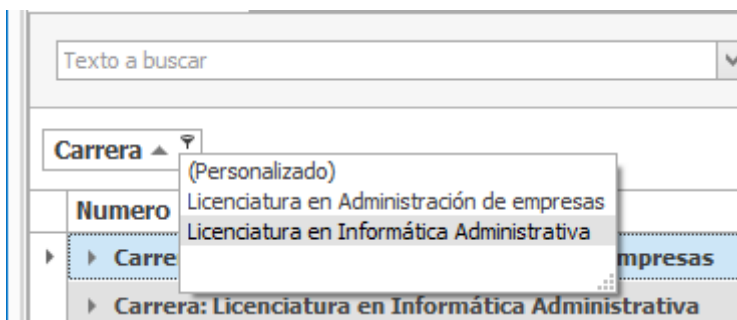 Texto a buscar
Carrera
(Personalizado)
Licenciatura en Administración de empresas
Numero
Licenciatura en Informática Administrativa
Carre mpresas
Carrera: Licenciatura en Informática Administrativa